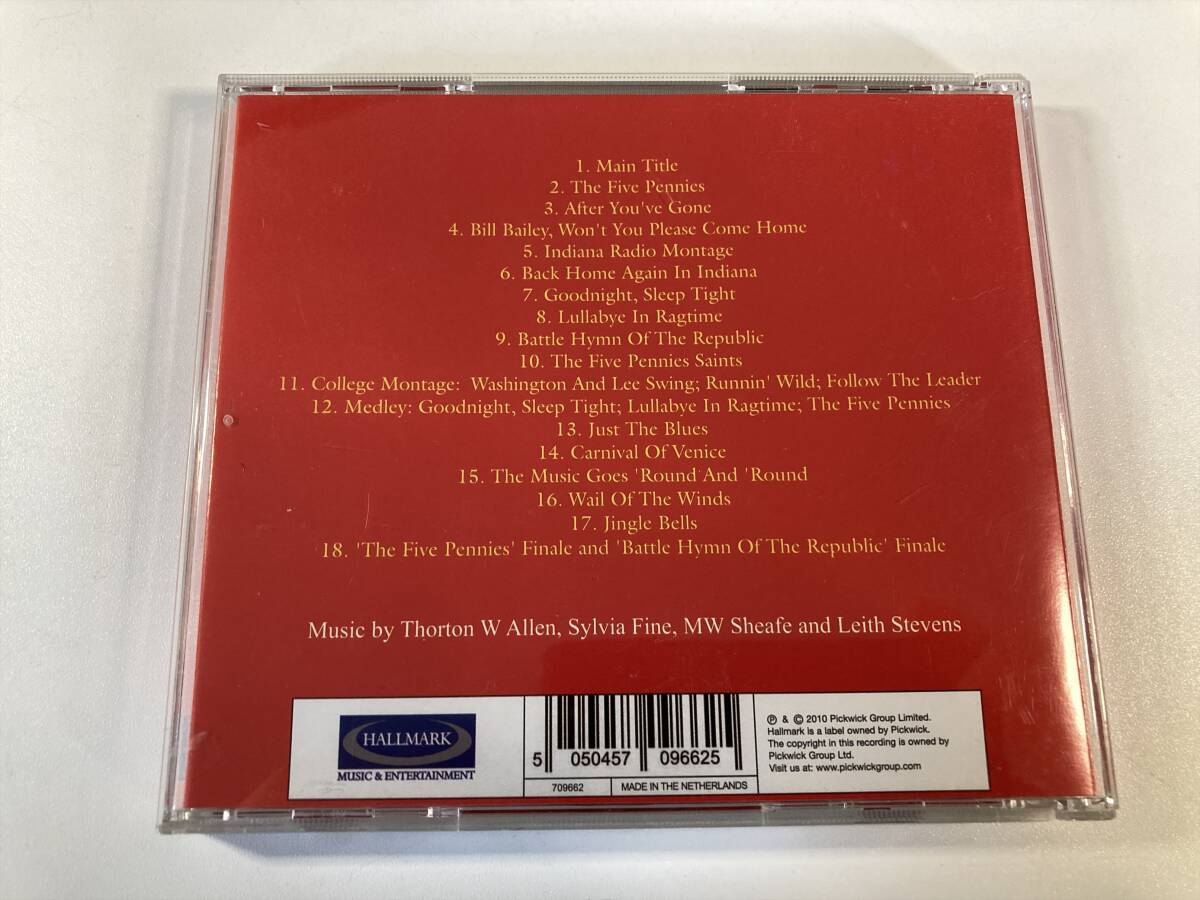 1. Main Title
2. The Five Pennies
3. After You've Gone
4. Bill Bailey, Won't You Please Come Home
5. Indiana Radio Montage
6. Back Home Again In Indiana
7. Goodnight, Sleep Tight
8. Lullabye In Ragtime
9. Battle Hymn Of The Republic
10. The Five Pennies Saints
11. College Montage: Washington And Lee Swing; Runnin' Wild; Follow The Leader
12. Medley: Goodnight, Sleep Tight; Lullabye In Ragtime; The Five Pennies
13. Just The Blues
14. Carnival Of Venice
15. The Music Goes 'Round And 'Round
16. Wail Of The Winds
17. Jingle Bells
18. 'The Five Pennies' Finale and 'Battle Hymn Of The Republic' Finale
Music by Thorton W Allen, Sylvia Fine, MW Sheafe and Leith Stevens
HALLMARK
MUSIC & ENTERTAINMENT
5 050457 096625
709662
MADE IN THE NETHERLANDS
℗ & © 2010 Pickwick Group Limited.
Hallmark is a label owned by Pickwick.
The copyright in this recording is owned by
Pickwick Group Ltd.
Visit us at: www.pickwickgroup.com